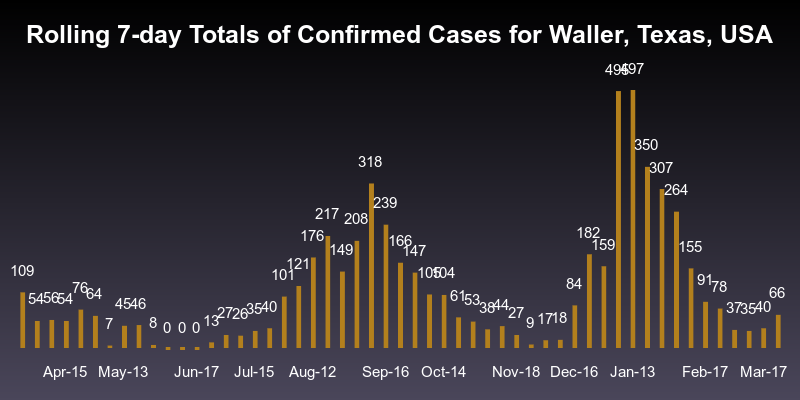 Rolling 7-day Totals of Confirmed Cases for Waller, Texas, USA
109 54 56 54 76 64 7 45 46 8 0 0 0 13 27 26 35 40 101 121 176 217 149 208 318 239 166 147 105 104 61 53 38 44 27 9 17 18 84 182 159 495 497 350 307 264 155 91 78 37 35 40 66
Apr-15 May-13 Jun-17 Jul-15 Aug-12 Sep-16 Oct-14 Nov-18 Dec-16 Jan-13 Feb-17 Mar-17